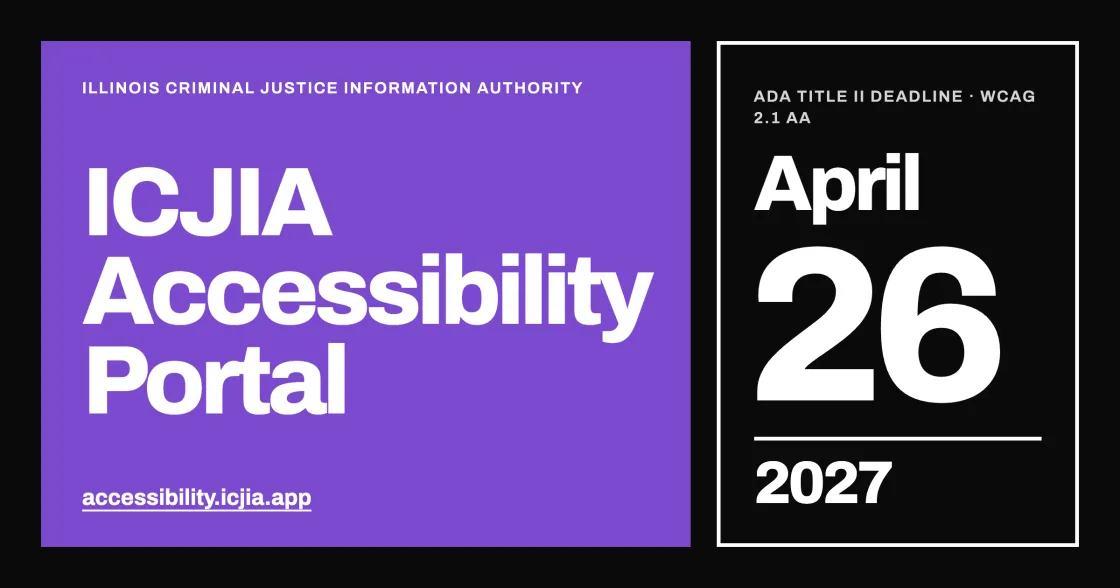 ILLINOIS CRIMINAL JUSTICE INFORMATION AUTHORITY
ICJIA
Accessibility
Portal
accessibility.icjia.app
ADA TITLE II DEADLINE · WCAG
2.1 AA
April
26
2027